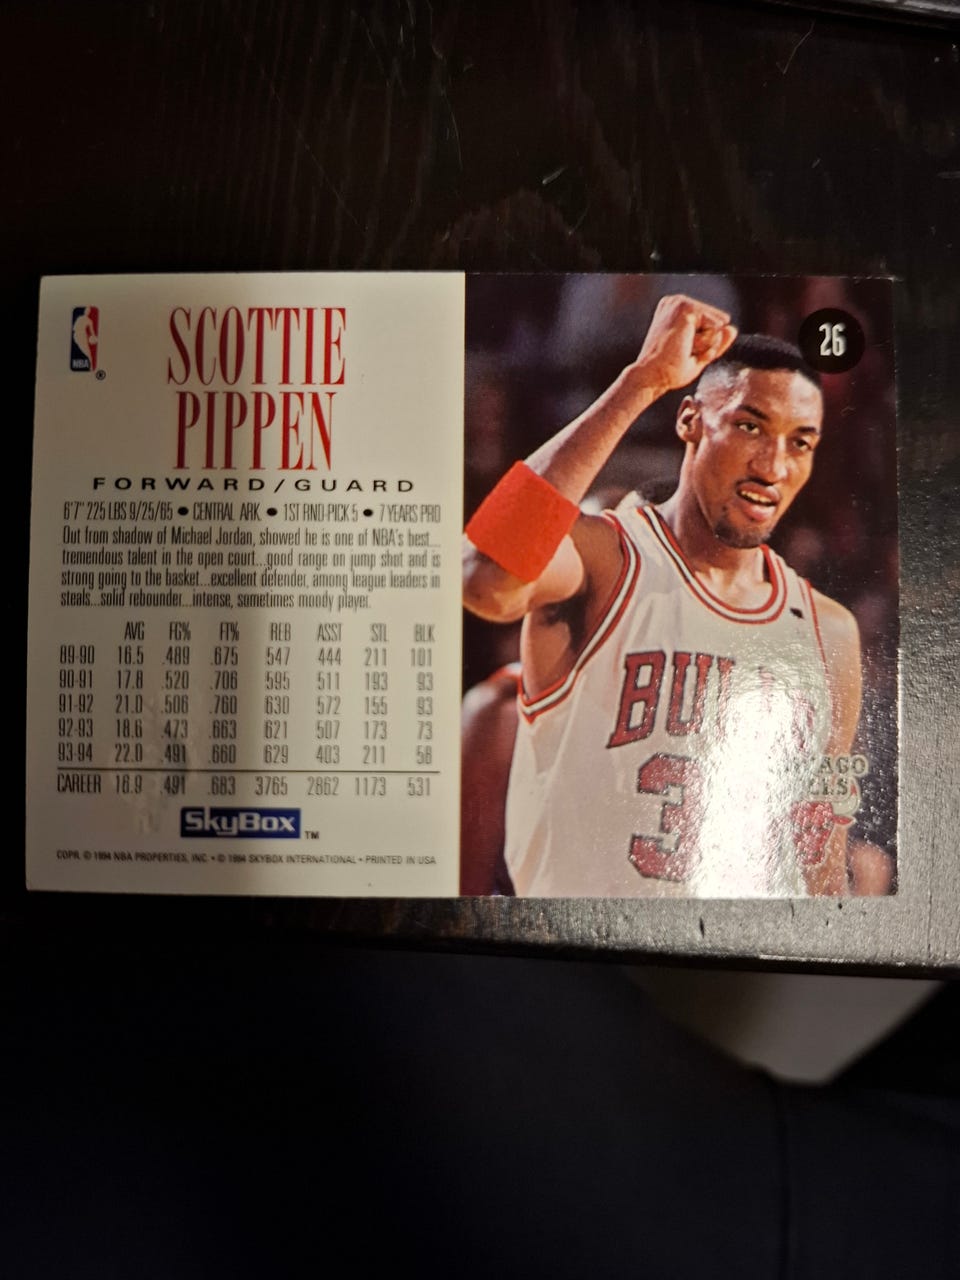 NBA
®
SCOTTIE
PIPPEN
FORWARD/GUARD
6'7" 225 LBS 9/25/65 ● CENTRAL ARK. ● 1ST RND-PICK 5 ● 7 YEARS PRO
Out from shadow of Michael Jordan, showed he is one of NBA's best...
tremendous talent in the open court...good range on jump shot and is
strong going to the basket...excellent defender, among league leaders in
steals...solid rebounder...intense, sometimes moody player.
AVG FG% FT% REB ASST STL BLK
89-90 16.5 .489 .675 547 444 211 101
90-91 17.8 .520 .706 595 511 193 93
91-92 21.0 .506 .760 630 572 155 93
92-93 18.6 .473 .663 621 507 173 73
93-94 22.0 .491 .660 629 403 211 58
CAREER 18.9 .491 .683 3765 2862 1173 531
SkyBox TM
COPR. © 1994 NBA PROPERTIES, INC. • © 1994 SKYBOX INTERNATIONAL • PRINTED IN USA
26
BULL
3